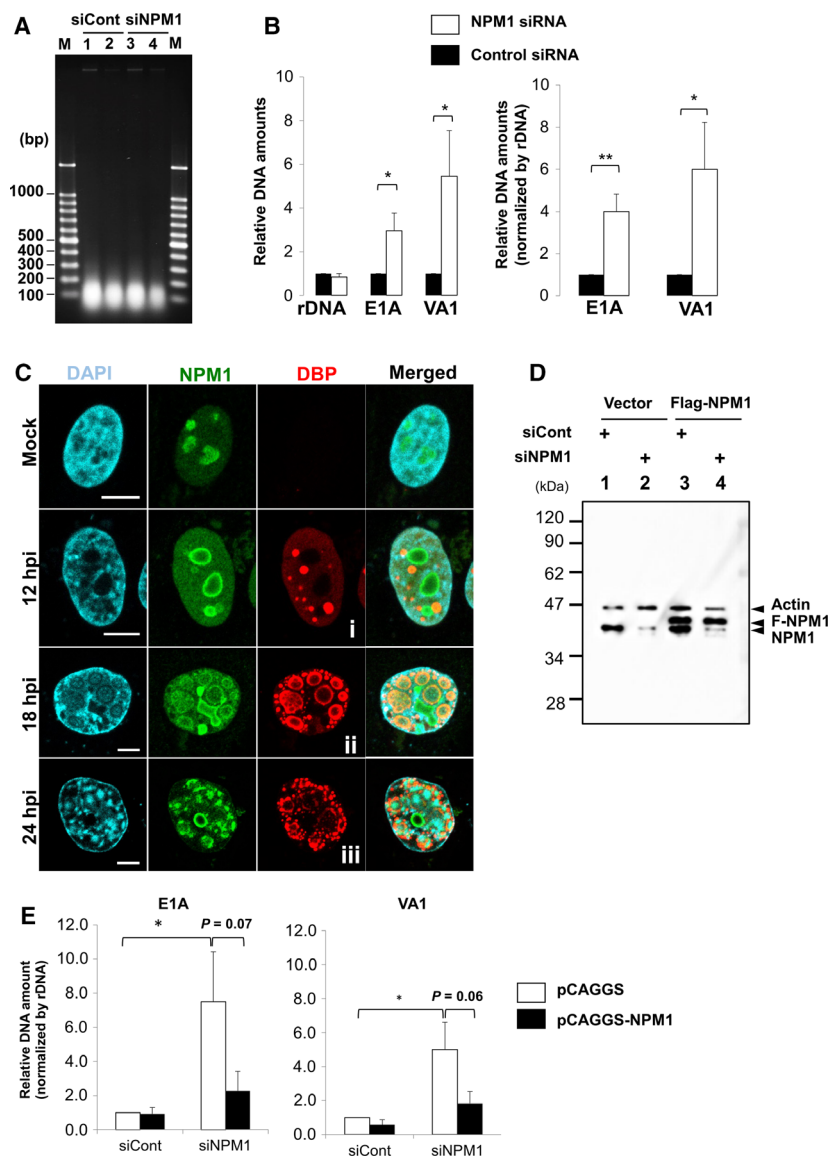 A
siCont siNPM1
M 1 2 3 4 M
(bp)
1000
500
400
300
200
100
B
NPM1 siRNA
Control siRNA
Relative DNA amounts
10
8
6
4
2
0
* *
rDNA E1A VA1
Relative DNA amounts
(normalized by rDNA)
10
8
6
4
2
0
** *
E1A VA1
C
DAPI NPM1 DBP Merged
Mock
12 hpi
i
18 hpi
ii
24 hpi
iii
D
Vector Flag-NPM1
siCont + +
siNPM1 + +
(kDa) 1 2 3 4
120
90
62
47
34
28
Actin
F-NPM1
NPM1
E
E1A
Relative DNA amount
(normalized by rDNA)
12.0
10.0
8.0
6.0
4.0
2.0
0.0
* P = 0.07
siCont siNPM1
VA1
12.0
10.0
8.0
6.0
4.0
2.0
0.0
* P = 0.06
siCont siNPM1
pCAGGS
pCAGGS-NPM1